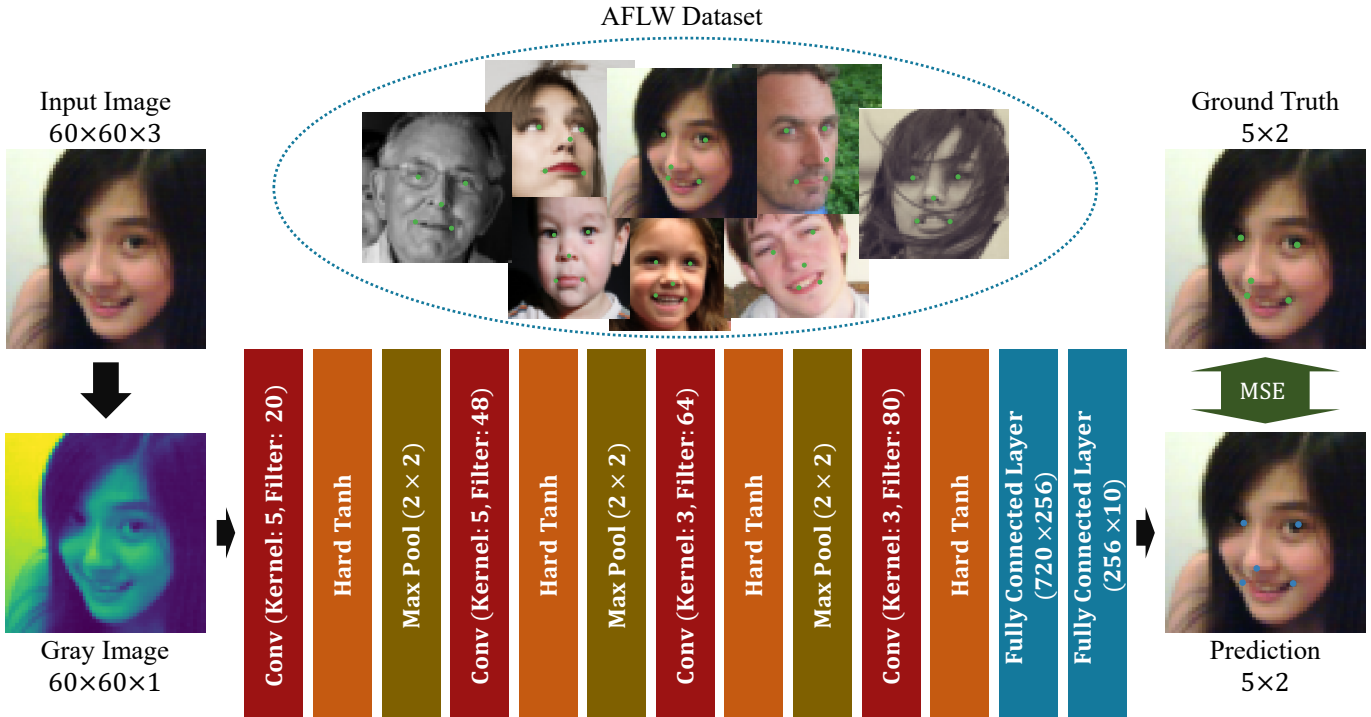 AFLW Dataset
Input Image
60×60×3
Ground Truth
5×2
Conv (Kernel: 5, Filter: 20)
Hard Tanh
Max Pool (2 × 2)
Conv (Kernel: 5, Filter: 48)
Hard Tanh
Max Pool (2 × 2)
Conv (Kernel: 3, Filter: 64)
Hard Tanh
Max Pool (2 × 2)
Conv (Kernel: 3, Filter: 80)
Hard Tanh
Fully Connected Layer
(720 ×256)
Fully Connected Layer
(256 ×10)
MSE
Gray Image
60×60×1
Prediction
5×2